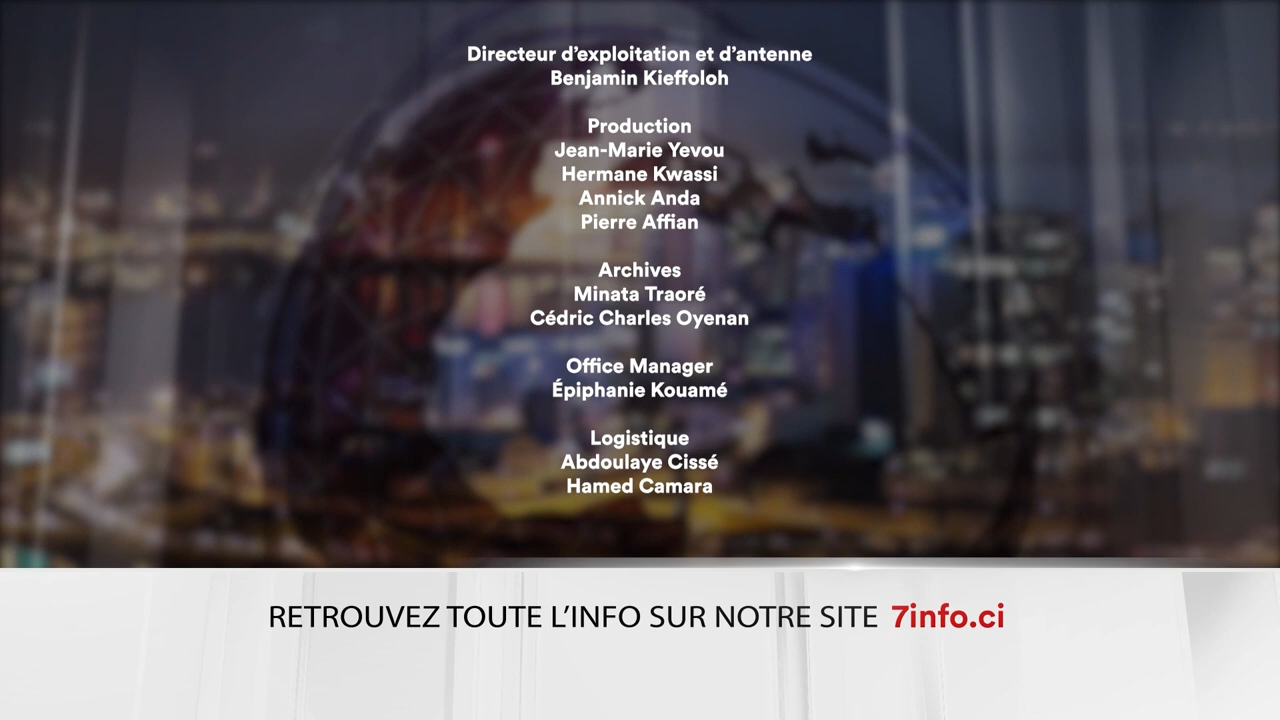 Directeur d’exploitation et d’antenne
Benjamin Kieffoloh
Production
Jean-Marie Yevou
Hermane Kwassi
Annick Anda
Pierre Affian
Archives
Minata Traoré
Cédric Charles Oyenan
Office Manager
Épiphanie Kouamé
Logistique
Abdoulaye Cissé
Hamed Camara
RETROUVEZ TOUTE L’INFO SUR NOTRE SITE 7info.ci